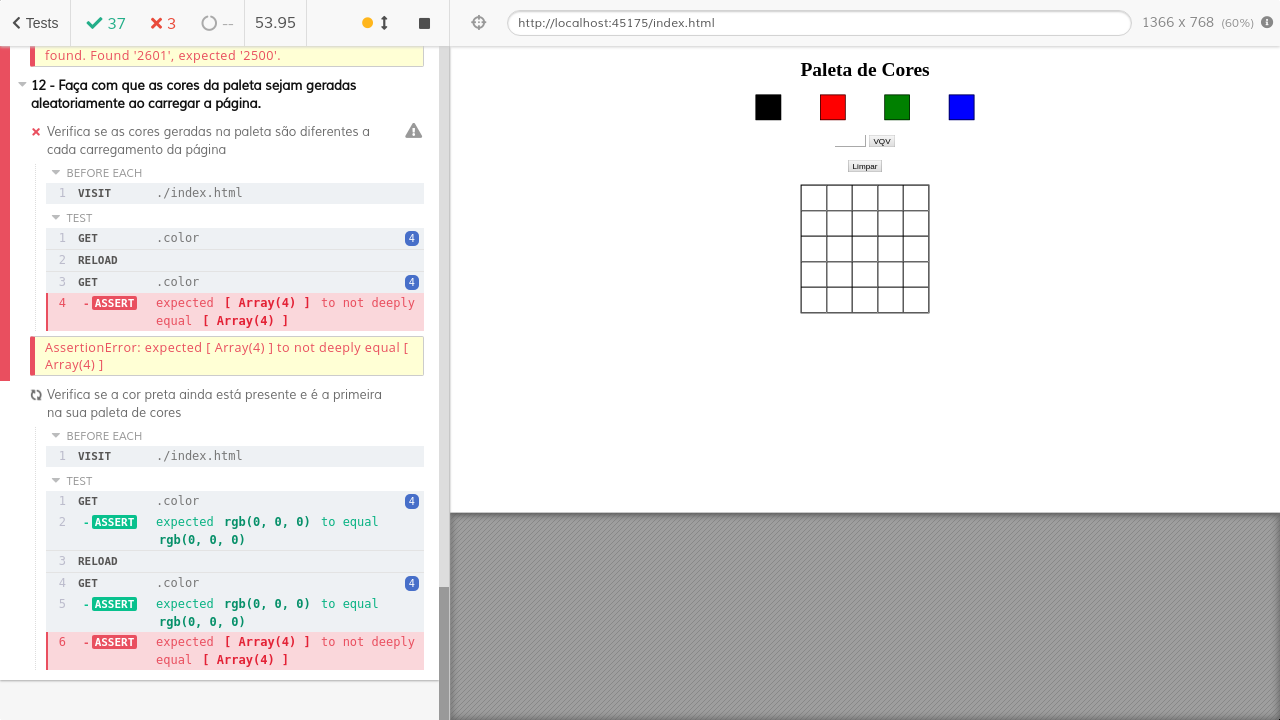 Tests
37
3
--
53.95
http://localhost:45175/index.html
1366 x 768 (60%)
found. Found '2601', expected '2500'.
12 - Faça com que as cores da paleta sejam geradas
aleatoriamente ao carregar a página.
Verifica se as cores geradas na paleta são diferentes a
cada carregamento da página
BEFORE EACH
1 VISIT ./index.html
TEST
1 GET .color 4
2 RELOAD
3 GET .color 4
4 -ASSERT expected [ Array(4) ] to not deeply
equal [ Array(4) ]
AssertionError: expected [ Array(4) ] to not deeply equal [
Array(4) ]
Verifica se a cor preta ainda está presente e é a primeira
na sua paleta de cores
BEFORE EACH
1 VISIT ./index.html
TEST
1 GET .color 4
2 -ASSERT expected rgb(0, 0, 0) to equal
rgb(0, 0, 0)
3 RELOAD
4 GET .color 4
5 -ASSERT expected rgb(0, 0, 0) to equal
rgb(0, 0, 0)
6 -ASSERT expected [ Array(4) ] to not deeply
equal [ Array(4) ]
Paleta de Cores
VQV
Limpar